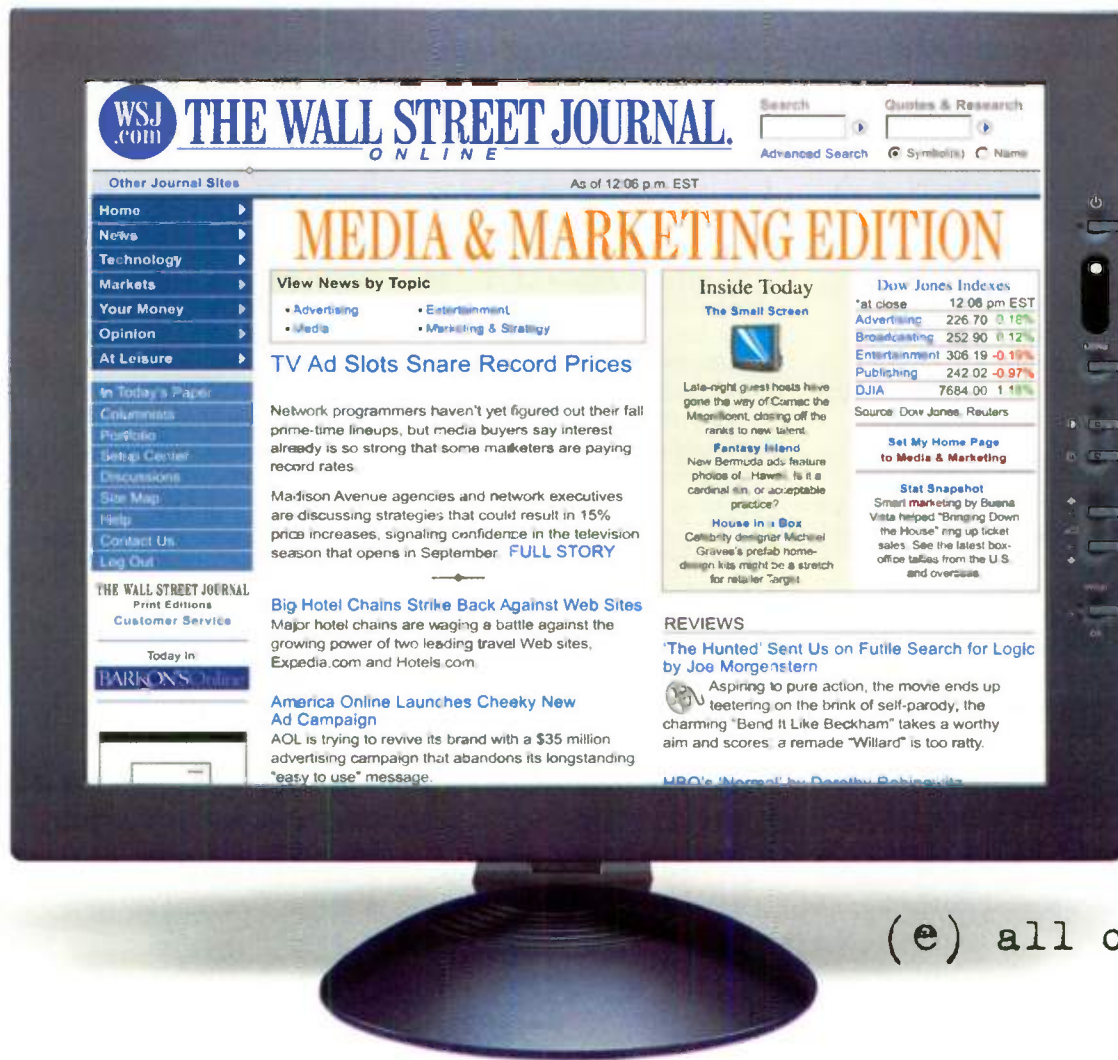 WSJ
.com
THE WALL STREET JOURNAL.
ONLINE
Search
Quotes & Research
Advanced Search
Symbol(s) Name
Other Journal Sites
As of 12:06 p.m. EST
Home
News
Technology
Markets
Your Money
Opinion
At Leisure
In Today's Paper
Columnists
Portfolio
Setup Center
Discussions
Site Map
Help
Contact Us
Log Out
THE WALL STREET JOURNAL
Print Editions
Customer Service
Today in
BARRON'S Online
MEDIA & MARKETING EDITION
View News by Topic
• Advertising
• Entertainment
• Media
• Marketing & Strategy
TV Ad Slots Snare Record Prices
Network programmers haven't yet figured out their fall
prime-time lineups, but media buyers say interest
already is so strong that some marketers are paying
record rates.
Madison Avenue agencies and network executives
are discussing strategies that could result in 15%
price increases, signaling confidence in the television
season that opens in September. FULL STORY
Big Hotel Chains Strike Back Against Web Sites
Major hotel chains are waging a battle against the
growing power of two leading travel Web sites,
Expedia.com and Hotels.com.
America Online Launches Cheeky New
Ad Campaign
AOL is trying to revive its brand with a $35 million
advertising campaign that abandons its longstanding
"easy to use" message.
Inside Today
The Small Screen
Late-night guest hosts have
gone the way of Carnac the
Magnificent, closing off the
ranks to new talent.
Fantasy Island
New Bermuda ads feature
photos of... Hawaii. Is it a
cardinal sin, or acceptable
practice?
House in a Box
Celebrity designer Michael
Graves's prefab home-
design kits might be a stretch
for retailer Target.
Dow Jones Indexes
*at close 12:06 pm EST
Advertising 226.70 0.18%
Broadcasting 252.90 0.12%
Entertainment 306.19 -0.19%
Publishing 242.02 -0.97%
DJIA 7684.00 1.18%
Source: Dow Jones, Reuters
Set My Home Page
to Media & Marketing
Stat Snapshot
Smart marketing by Buena
Vista helped "Bringing Down
the House" ring up ticket
sales. See the latest box-
office tallies from the U.S.
and overseas.
REVIEWS
'The Hunted' Sent Us on Futile Search for Logic
by Joe Morgenstern
Aspiring to pure action, the movie ends up
teetering on the brink of self-parody, the
charming "Bend It Like Beckham" takes a worthy
aim and scores; a remade "Willard" is too ratty.
HBO's 'Normal' by Dorothy Rabinowitz
(e) all o